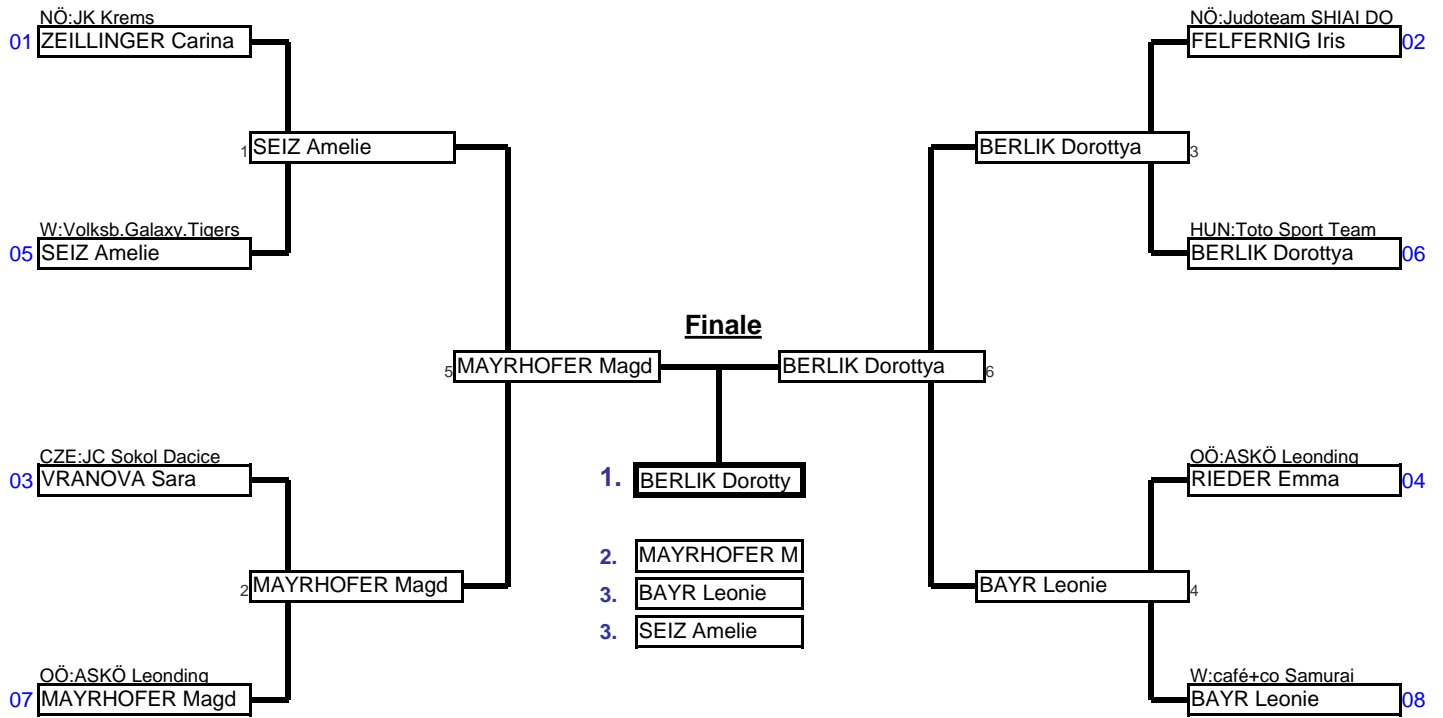 NÖ:JK Krems
01 ZEILLINGER Carina
1 SEIZ Amelie
W:Volksb.Galaxy.Tigers
05 SEIZ Amelie
5 MAYRHOFER Magd
CZE:JC Sokol Dacice
03 VRANOVA Sara
2 MAYRHOFER Magd
OÖ:ASKÖ Leonding
07 MAYRHOFER Magd
Finale
1. BERLIK Dorotty
2. MAYRHOFER M
3. BAYR Leonie
3. SEIZ Amelie
NÖ:Judoteam SHIAI DO
FELFERNIG Iris 02
BERLIK Dorottya 3
HUN:Toto Sport Team
BERLIK Dorottya 06
BERLIK Dorottya 6
OÖ:ASKÖ Leonding
RIEDER Emma 04
BAYR Leonie 4
W:café+co Samurai
BAYR Leonie 08